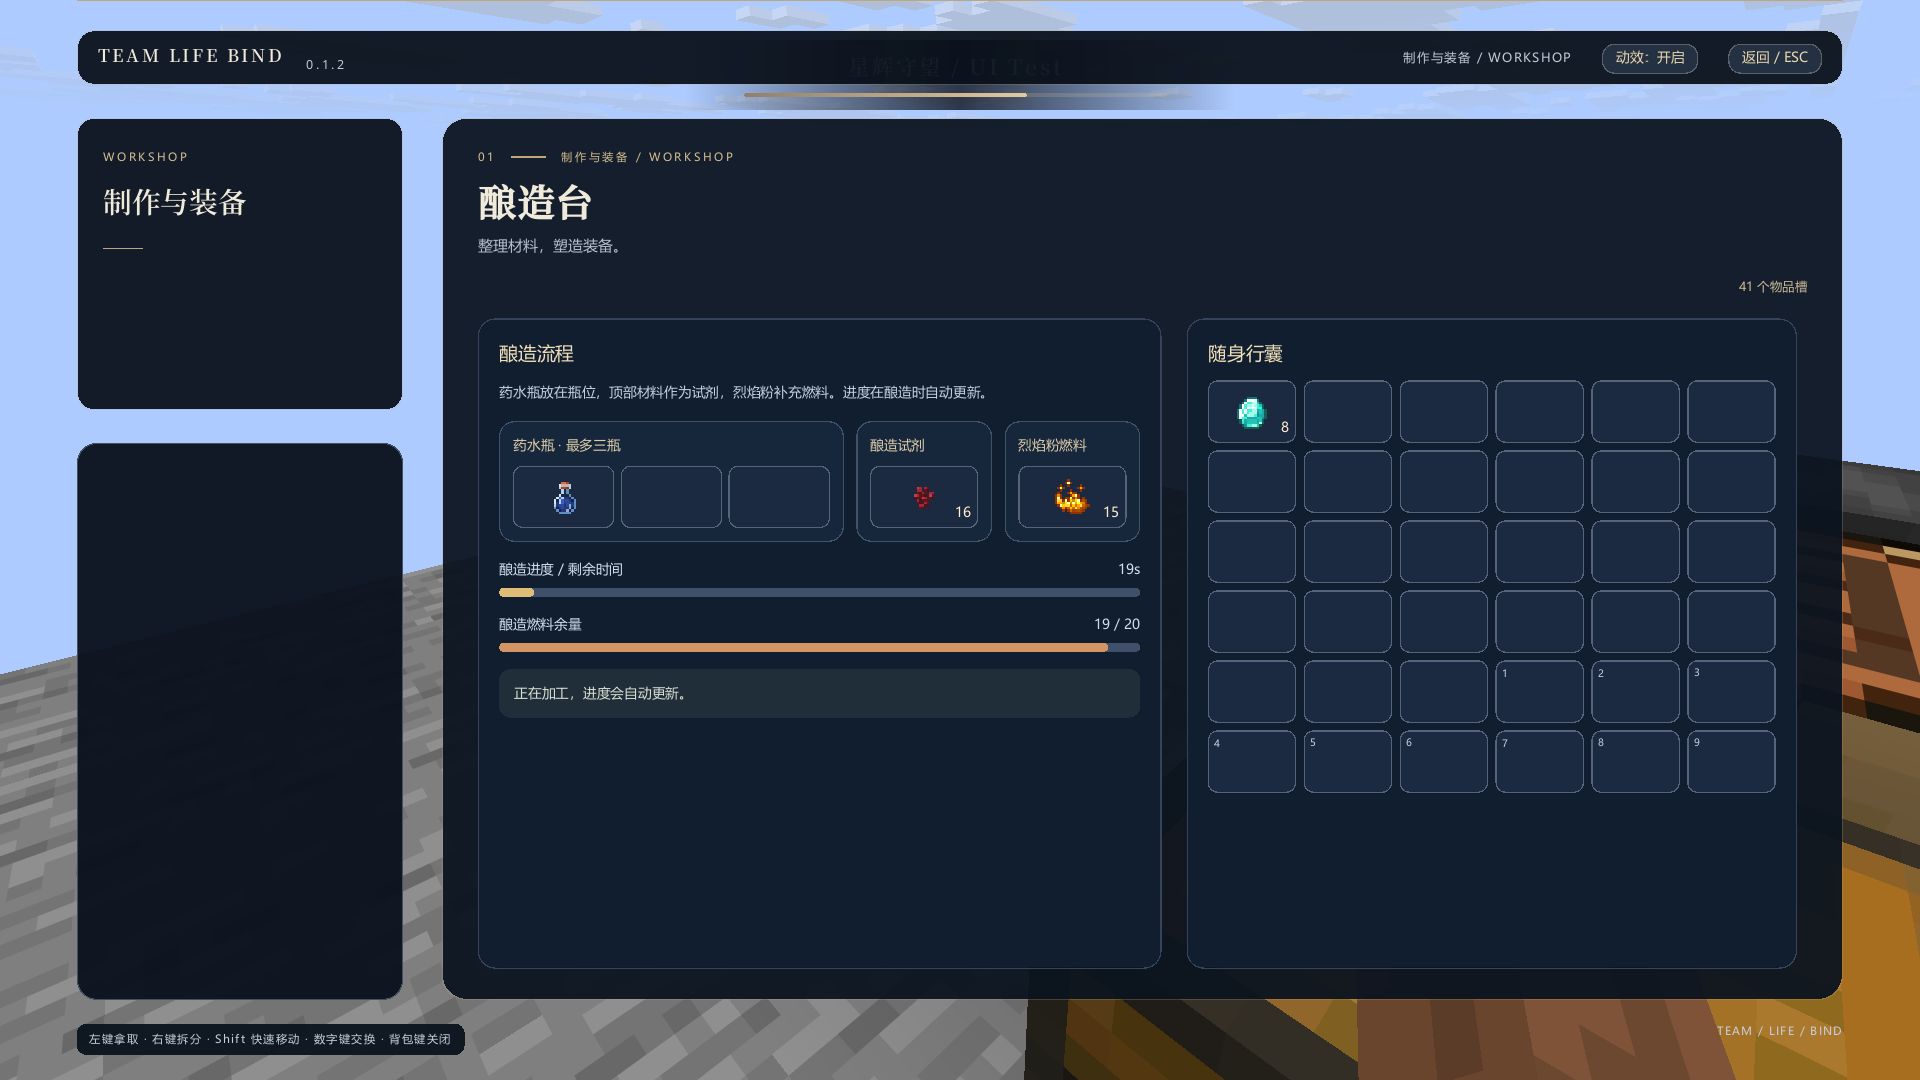 TEAM LIFE BIND 0.1.2
星辉守望 / UI Test
制作与装备 / WORKSHOP
动效: 开启
返回 / ESC
WORKSHOP
制作与装备
01 制作与装备 / WORKSHOP
酿造台
整理材料，塑造装备。
41 个物品槽
酿造流程
药水瓶放在瓶位，顶部材料作为试剂，烈焰粉补充燃料。进度在酿造时自动更新。
药水瓶 · 最多三瓶
酿造试剂
16
烈焰粉燃料
15
酿造进度 / 剩余时间 19s
酿造燃料余量 19 / 20
正在加工，进度会自动更新。
随身行囊
8
1 2 3
4 5 6 7 8 9
左键拿取 · 右键拆分 · Shift 快速移动 · 数字键交换 · 背包键关闭
TEAM / LIFE / BIND